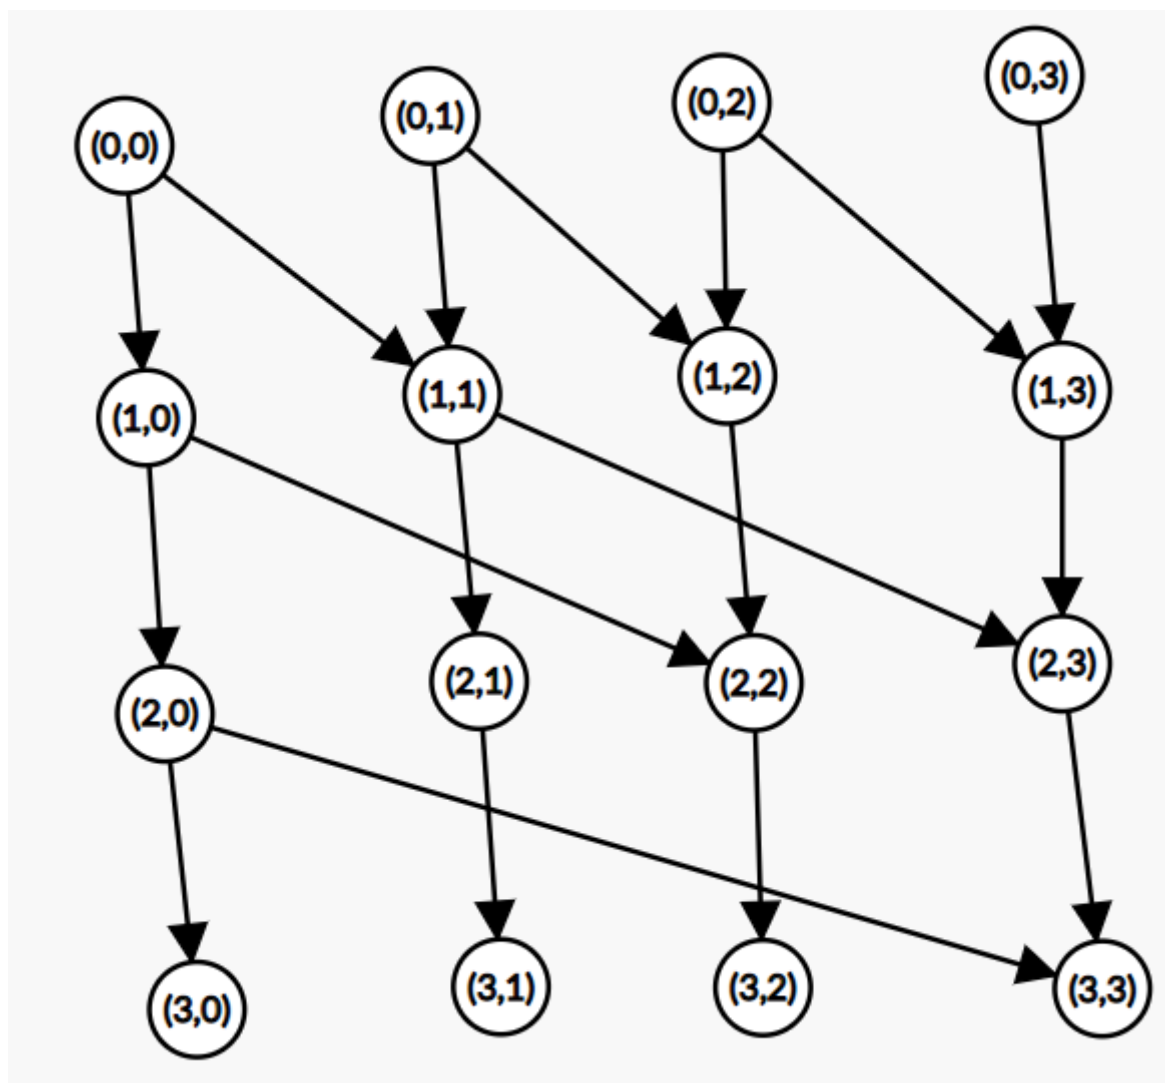 (0,0) (0,1) (0,2) (0,3)
(1,0) (1,1) (1,2) (1,3)
(2,0) (2,1) (2,2) (2,3)
(3,0) (3,1) (3,2) (3,3)